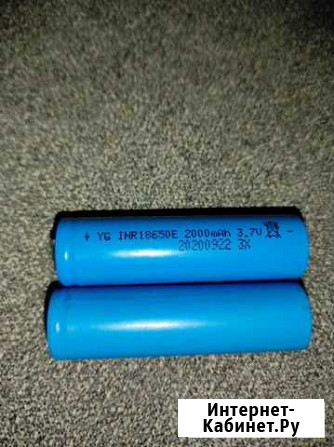 + YG INR18650E 2000mAh 3.7V -
20200922 3X
Интернет-
Кабинет.Ру